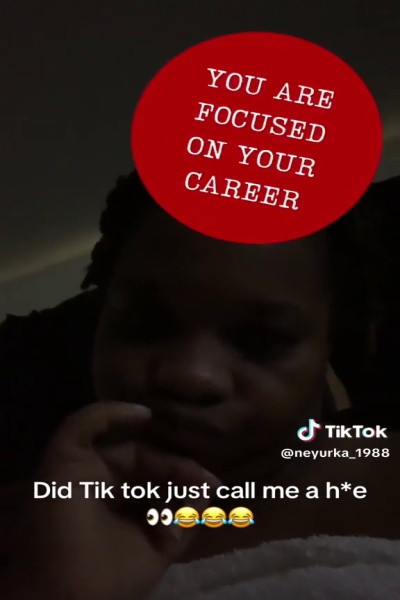 YOU ARE
FOCUSED
ON YOUR
CAREER
TikTok
@neyurka_1988
Did Tik tok just call me a h*e
👀😂😂😂